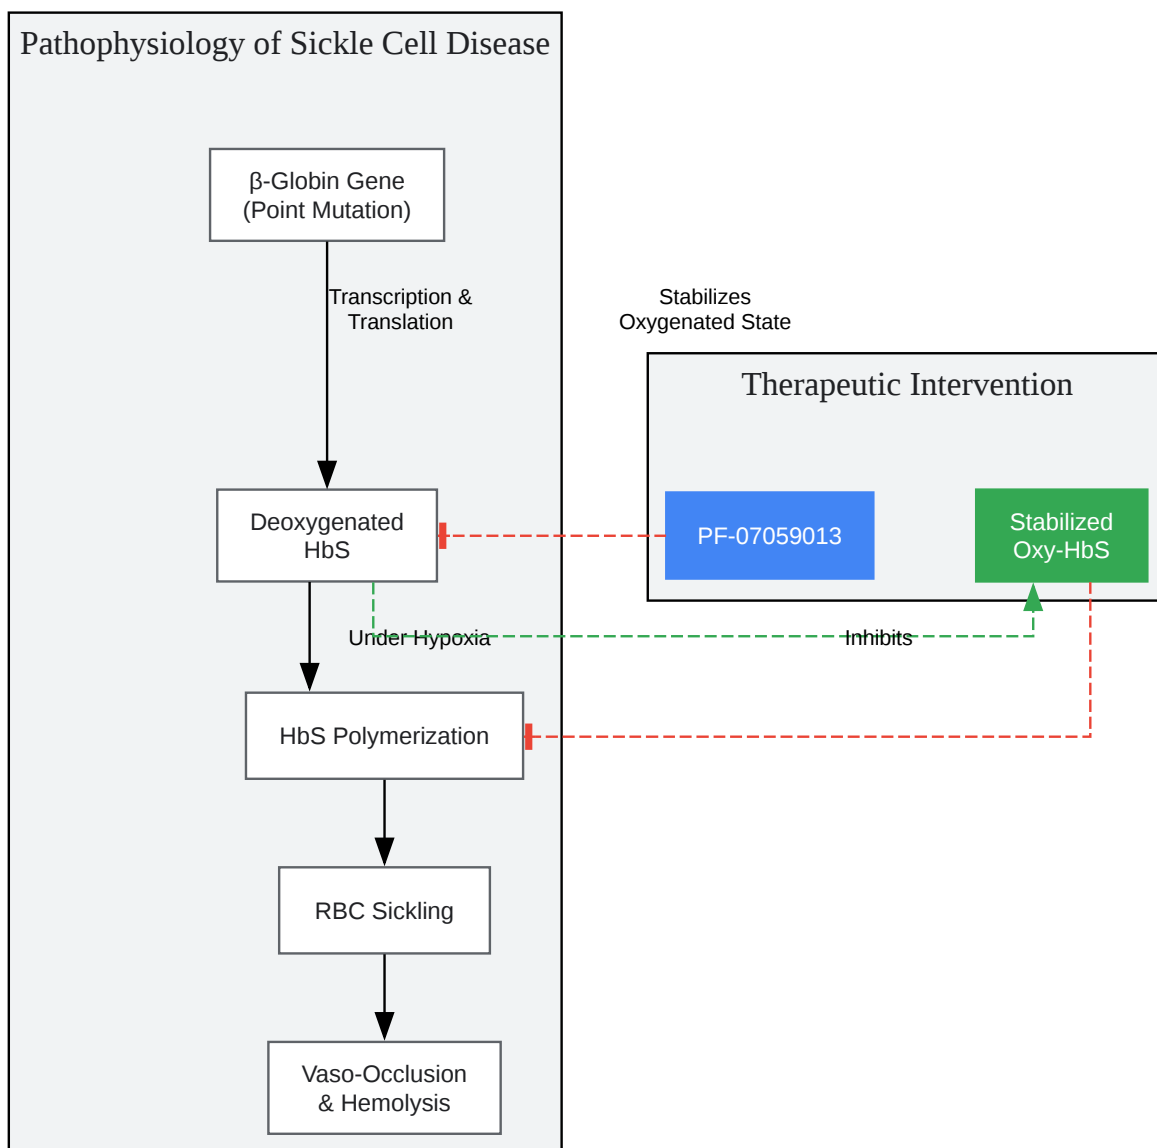 Pathophysiology of Sickle Cell Disease
β-Globin Gene
(Point Mutation)
Transcription &
Translation
Stabilizes
Oxygenated State
Therapeutic Intervention
Deoxygenated
HbS
PF-07059013
Stabilized
Oxy-HbS
Under Hypoxia
Inhibits
HbS Polymerization
RBC Sickling
Vaso-Occlusion
& Hemolysis